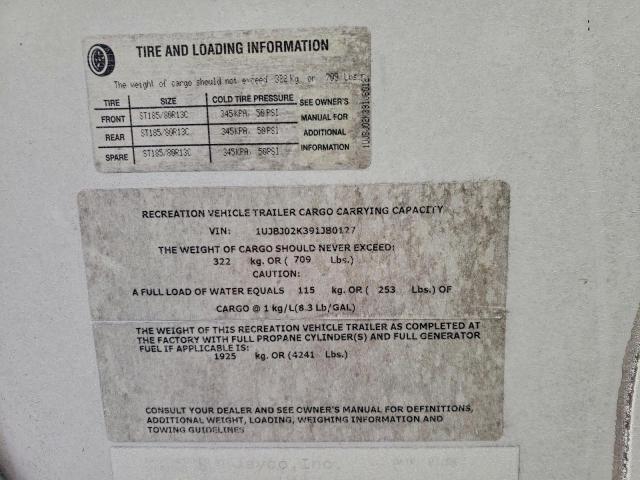 TIRE AND LOADING INFORMATION
The weight of cargo should not exceed 322 kg. or 709 Lbs.
TIRE SIZE COLD TIRE PRESSURE SEE OWNER'S MANUAL FOR ADDITIONAL INFORMATION
FRONT ST185/80R13C 345KPA. 50PSI
REAR ST185/80R13C 345KPA. 50PSI
SPARE ST185/80R13C 345KPA. 50PSI
RECREATION VEHICLE TRAILER CARGO CARRYING CAPACITY
VIN: 1UJBJ02K391JB0127
THE WEIGHT OF CARGO SHOULD NEVER EXCEED:
322 kg. OR ( 709 Lbs.)
CAUTION:
A FULL LOAD OF WATER EQUALS 115 kg. OR ( 253 Lbs.) OF
CARGO @ 1 kg/L(8.3 Lb/GAL)
THE WEIGHT OF THIS RECREATION VEHICLE TRAILER AS COMPLETED AT
THE FACTORY WITH FULL PROPANE CYLINDER(S) AND FULL GENERATOR
FUEL IF APPLICABLE IS:
1925 kg. OR (4241 Lbs.)
CONSULT YOUR DEALER AND SEE OWNER'S MANUAL FOR DEFINITIONS,
ADDITIONAL WEIGHT, LOADING, WEIGHING INFORMATION AND
TOWING GUIDELINES
Jayco, Inc.